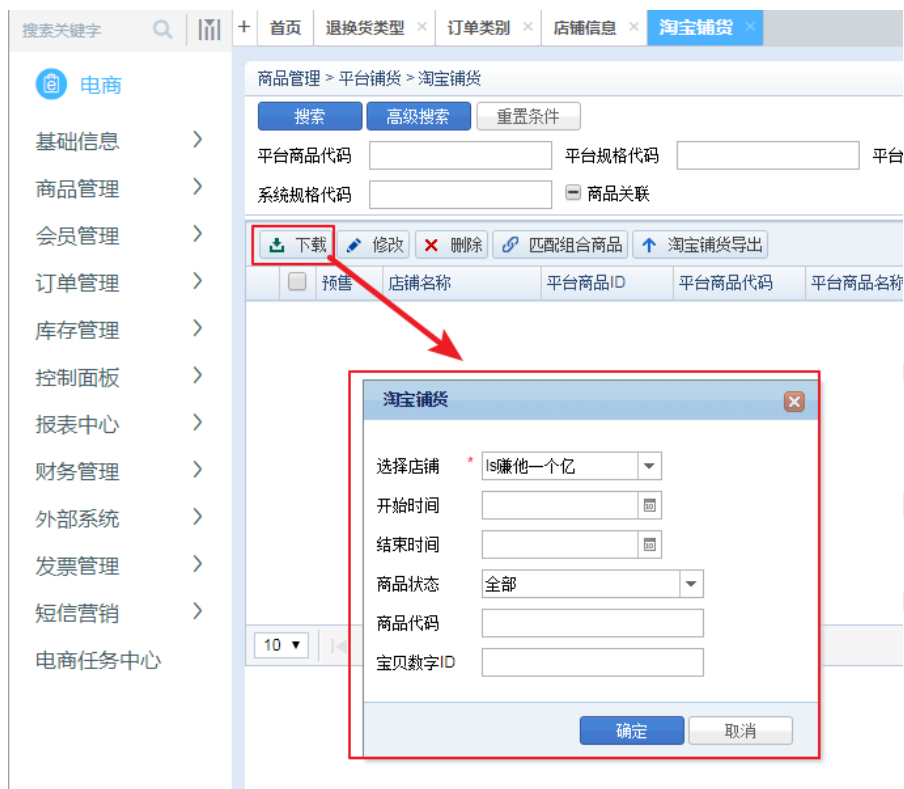 搜索关键字
+ 首页 退换货类型 × 订单类别 × 店铺信息 × 淘宝铺货 ×
电商
基础信息
商品管理
会员管理
订单管理
库存管理
控制面板
报表中心
财务管理
外部系统
发票管理
短信营销
电商任务中心
商品管理 > 平台铺货 > 淘宝铺货
搜索 高级搜索 重置条件
平台商品代码 平台规格代码 平台
系统规格代码 商品关联
下载 修改 删除 匹配组合商品 淘宝铺货导出
预售 店铺名称 平台商品ID 平台商品代码 平台商品名称
淘宝铺货
选择店铺 * ls赚他一个亿
开始时间
结束时间
商品状态 全部
商品代码
宝贝数字ID
确定 取消
10